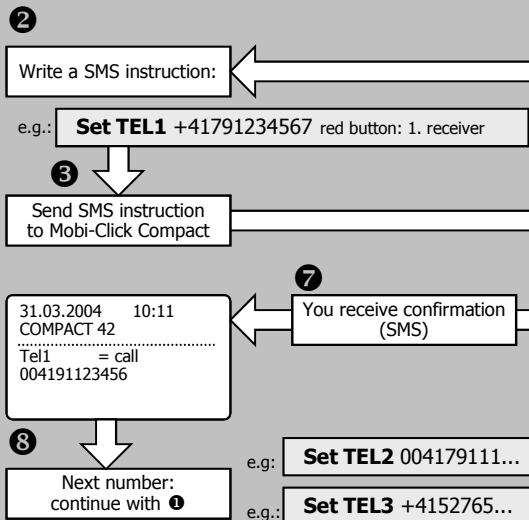 ❷
Write a SMS instruction:
e.g.: Set TEL1 +41791234567 red button: 1. receiver
❸
Send SMS instruction
to Mobi-Click Compact
❼
You receive confirmation
(SMS)
31.03.2004 10:11
COMPACT 42
Tel1 = call
004191123456
❽
Next number:
continue with ❶
e.g: Set TEL2 004179111...
e.g.: Set TEL3 +4152765...